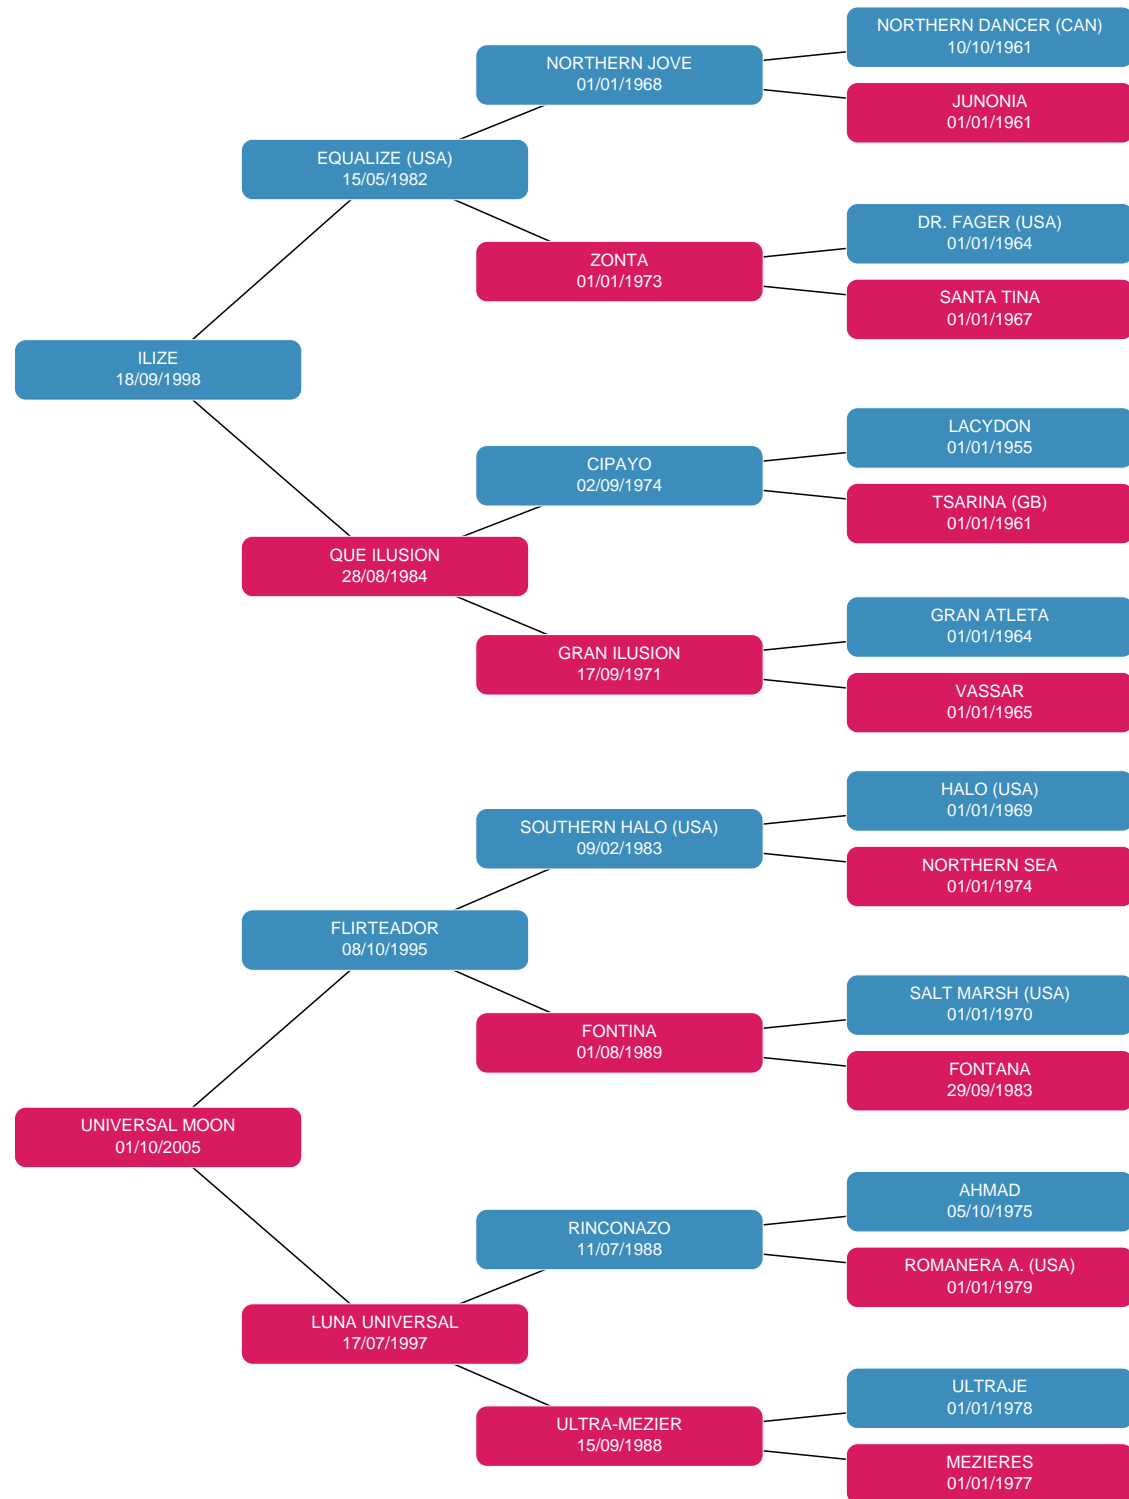 NORTHERN DANCER (CAN)
10/10/1961
NORTHERN JOVE
01/01/1968
JUNONIA
01/01/1961
EQUALIZE (USA)
15/05/1982
DR. FAGER (USA)
01/01/1964
ZONTA
01/01/1973
SANTA TINA
01/01/1967
ILIZE
18/09/1998
LACYDON
01/01/1955
CIPAYO
02/09/1974
TSARINA (GB)
01/01/1961
QUE ILUSION
28/08/1984
GRAN ATLETA
01/01/1964
GRAN ILUSION
17/09/1971
VASSAR
01/01/1965
HALO (USA)
01/01/1969
SOUTHERN HALO (USA)
09/02/1983
NORTHERN SEA
01/01/1974
FLIRTEADOR
08/10/1995
SALT MARSH (USA)
01/01/1970
FONTINA
01/08/1989
FONTANA
29/09/1983
UNIVERSAL MOON
01/10/2005
AHMAD
05/10/1975
RINCONAZO
11/07/1988
ROMANERA A. (USA)
01/01/1979
LUNA UNIVERSAL
17/07/1997
ULTRAJE
01/01/1978
ULTRA-MEZIER
15/09/1988
MEZIERES
01/01/1977